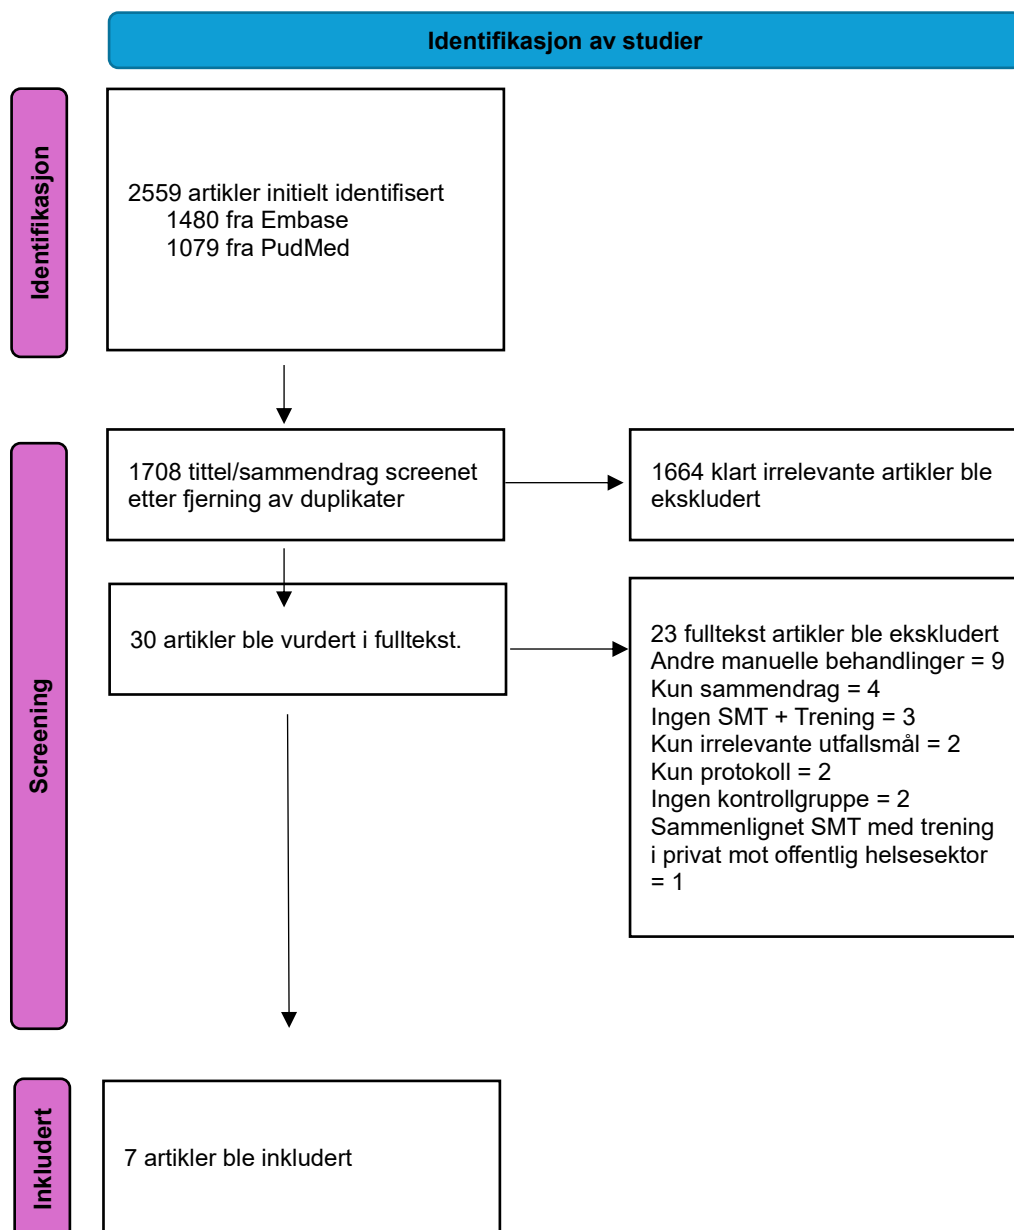 Identifikasjon av studier
Identifikasjon
2559 artikler initielt identifisert
1480 fra Embase
1079 fra PudMed
Screening
1708 tittel/sammendrag screenet
etter fjerning av duplikater
1664 klart irrelevante artikler ble
ekskludert
30 artikler ble vurdert i fulltekst.
23 fulltekst artikler ble ekskludert
Andre manuelle behandlinger = 9
Kun sammendrag = 4
Ingen SMT + Trening = 3
Kun irrelevante utfallsmål = 2
Kun protokoll = 2
Ingen kontrollgruppe = 2
Sammenlignet SMT med trening
i privat mot offentlig helsesektor
= 1
Inkludert
7 artikler ble inkludert